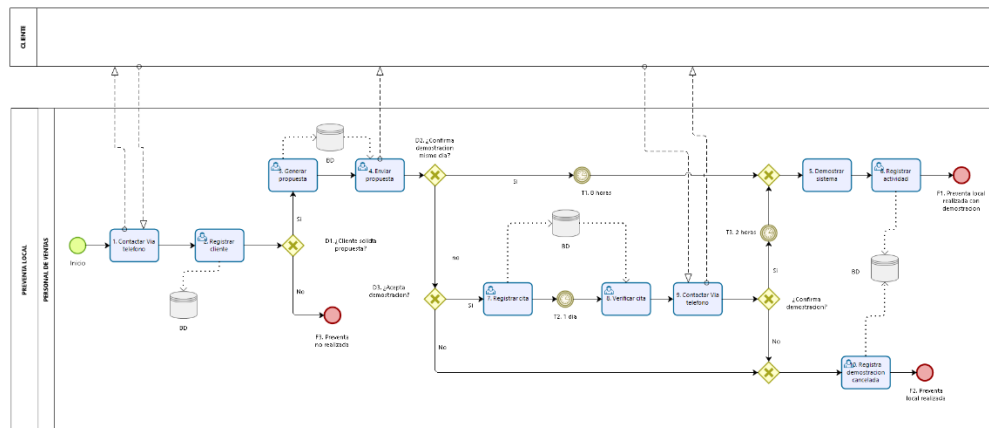 CLIENTE
PREVENTA LOCAL
PERSONAL DE VENTAS
Inicio
1. Contactar Via
telefono
2. Registrar
cliente
BD
D1. ¿Cliente solicita
propuesta?
Si
No
F3. Preventa
no realizada
3. Generar
propuesta
BD
4. Enviar
propuesta
D2. ¿Confirma
demostracion
mismo dia?
Si
no
T1. 8 horas
D3. ¿Acepta
demostracion?
Si
No
7. Registrar cita
BD
T2. 1 dia
8. Verificar cita
9. Contactar Via
telefono
T3. 2 horas
Si
¿Confirma
demostracion?
No
5. Demostrar
sistema
6. Registrar
actividad
F1. Preventa local
realizada con
demostracion
BD
10. Registra
demostracion
cancelada
F2. Preventa
local realizada